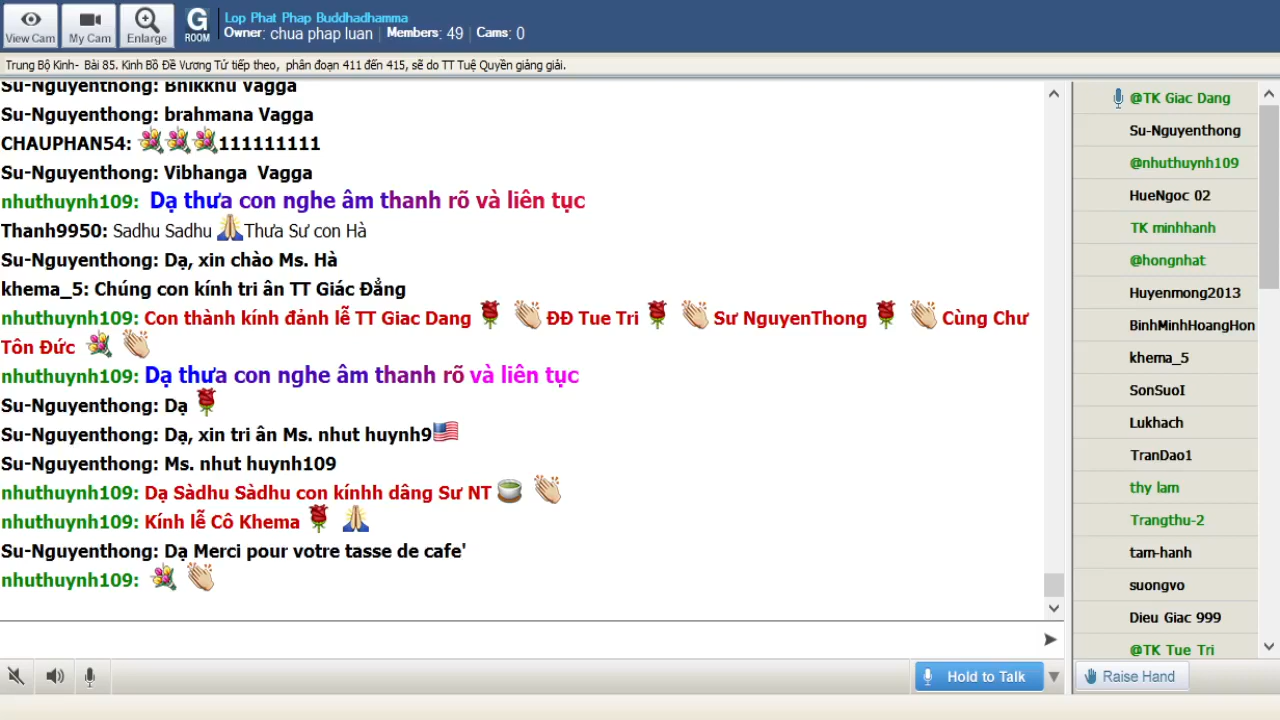 View Cam
My Cam
Enlarge
G
ROOM
Lop Phat Phap Buddhadhamma
Owner: chua phap luan | Members: 49 | Cams: 0
Trung Bộ Kinh- Bài 85. Kinh Bồ Đề Vương Tử tiếp theo, phân đoạn 411 đến 415, sẽ do TT Tuệ Quyền giảng giải.
Su-Nguyenthong: Bhikkhu Vagga
Su-Nguyenthong: brahmana Vagga
CHAUPHAN54: 111111111
Su-Nguyenthong: Vibhanga Vagga
nhuthuynh109: Dạ thưa con nghe âm thanh rõ và liên tục
Thanh9950: Sadhu Sadhu Thưa Sư con Hà
Su-Nguyenthong: Dạ, xin chào Ms. Hà
khema_5: Chúng con kính tri ân TT Giác Đẳng
nhuthuynh109: Con thành kính đảnh lễ TT Giac Dang ĐĐ Tue Tri Sư NguyenThong Cùng Chư
Tôn Đức
nhuthuynh109: Dạ thưa con nghe âm thanh rõ và liên tục
Su-Nguyenthong: Dạ
Su-Nguyenthong: Dạ, xin tri ân Ms. nhut huynh9
Su-Nguyenthong: Ms. nhut huynh109
nhuthuynh109: Dạ Sàdhu Sàdhu con kínhh dâng Sư NT
nhuthuynh109: Kính lễ Cô Khema
Su-Nguyenthong: Dạ Merci pour votre tasse de cafe'
nhuthuynh109:
Hold to Talk
@TK Giac Dang
Su-Nguyenthong
@nhuthuynh109
HueNgoc 02
TK minhhanh
@hongnhat
Huyenmong2013
BinhMinhHoangHon
khema_5
SonSuoI
Lukhach
TranDao1
thy lam
Trangthu-2
tam-hanh
suongvo
Dieu Giac 999
@TK Tue Tri
Raise Hand